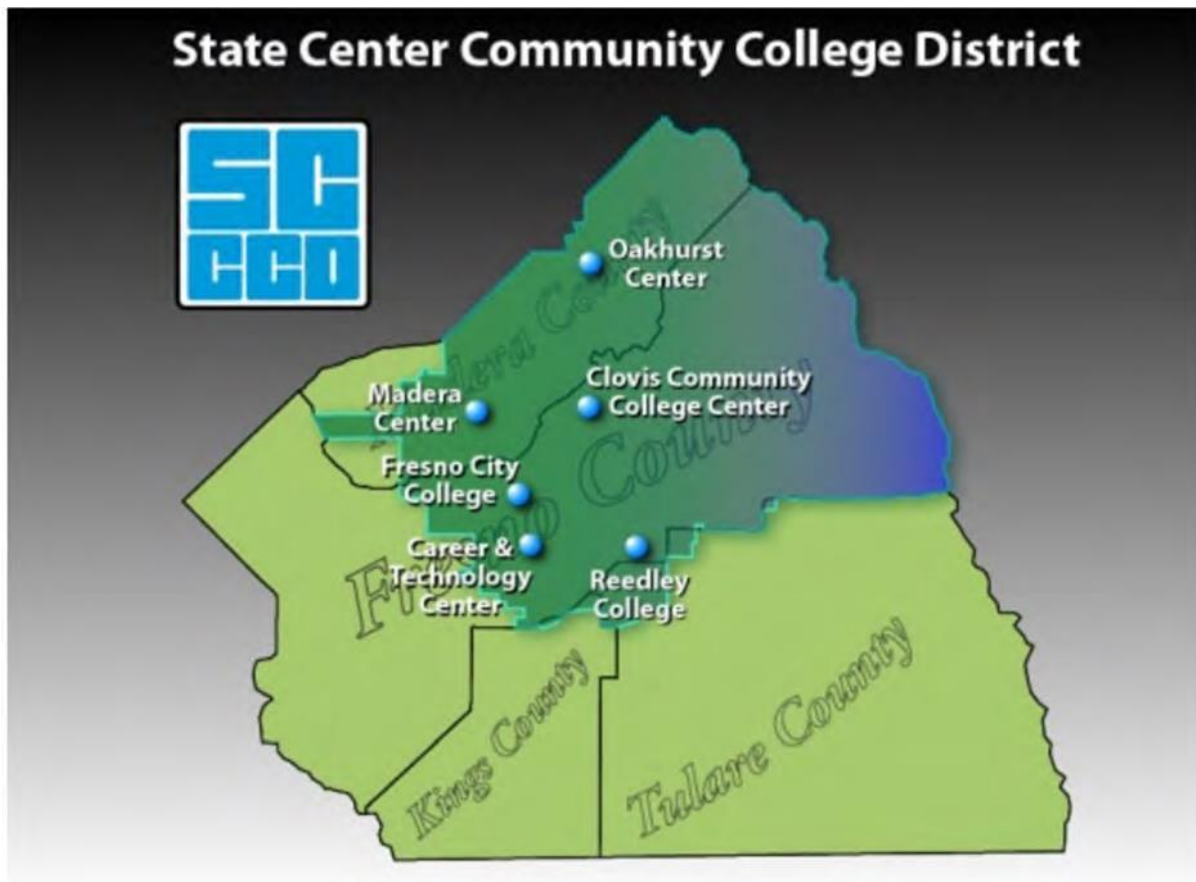 State Center Community College District
SC
CCD
Oakhurst
Center
Madera County
Clovis Community
College Center
Madera
Center
Fresno City
College
Fresno County
Career &
Technology
Center
Reedley
College
Kings County
Tulare County